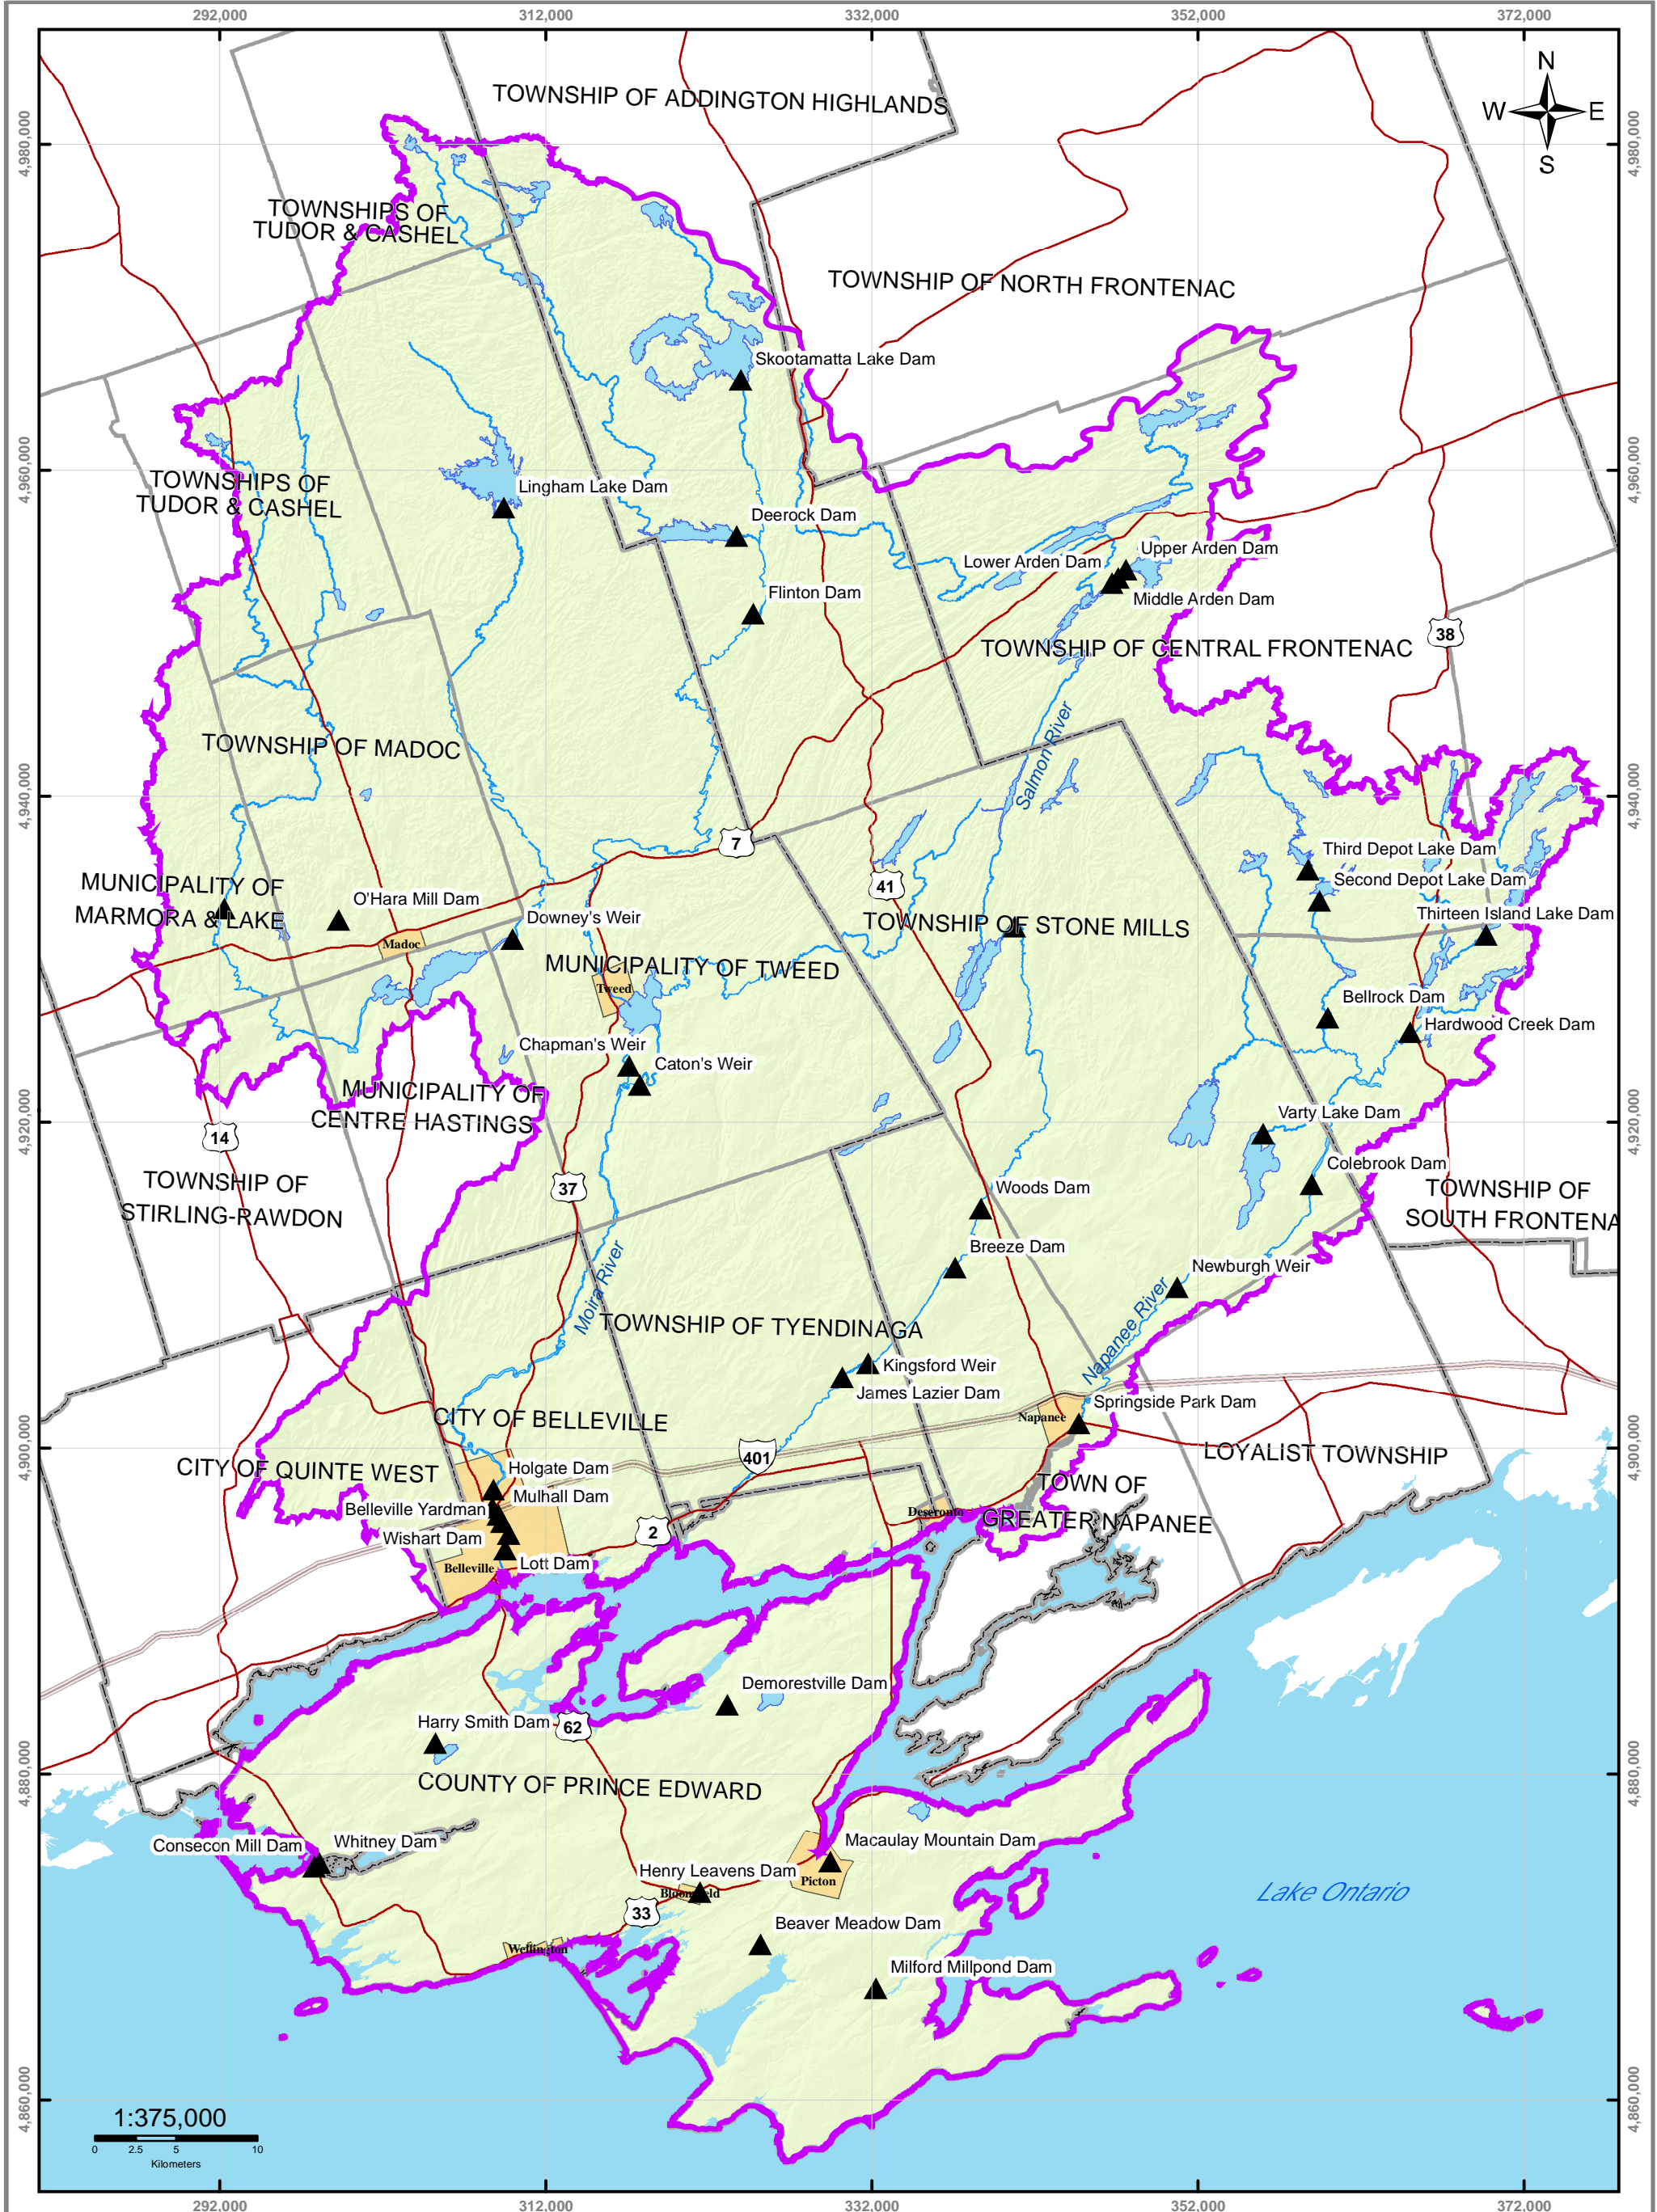 292,000
312,000
332,000
352,000
372,000
N
W
E
S
4,980,000
4,980,000
TOWNSHIP OF ADDINGTON HIGHLANDS
TOWNSHIPS OF
TUDOR & CASHEL
TOWNSHIP OF NORTH FRONTENAC
Skootamatta Lake Dam
4,960,000
4,960,000
TOWNSHIPS OF
TUDOR & CASHEL
Lingham Lake Dam
Deerock Dam
Upper Arden Dam
Lower Arden Dam
Middle Arden Dam
Flinton Dam
38
TOWNSHIP OF CENTRAL FRONTENAC
Salmon River
TOWNSHIP OF MADOC
4,940,000
4,940,000
7
Third Depot Lake Dam
41
Second Depot Lake Dam
MUNICIPALITY OF
MARMORA & LAKE
O'Hara Mill Dam
Downey's Weir
Thirteen Island Lake Dam
TOWNSHIP OF STONE MILLS
Madoc
MUNICIPALITY OF TWEED
Tweed
Bellrock Dam
Hardwood Creek Dam
Chapman's Weir
Caton's Weir
MUNICIPALITY OF
CENTRE HASTINGS
4,920,000
4,920,000
Varty Lake Dam
14
Colebrook Dam
TOWNSHIP OF
STIRLING-RAWDON
37
Woods Dam
TOWNSHIP OF
SOUTH FRONTENA
Breeze Dam
Newburgh Weir
Moira River
Napanee River
TOWNSHIP OF TYENDINAGA
Kingsford Weir
James Lazier Dam
Springside Park Dam
Napanee
CITY OF BELLEVILLE
4,900,000
4,900,000
401
LOYALIST TOWNSHIP
CITY OF QUINTE WEST
Holgate Dam
TOWN OF
GREATER NAPANEE
Mulhall Dam
Belleville Yardman
Deseronto
Wishart Dam
2
Lott Dam
Belleville
Demorestville Dam
Harry Smith Dam
62
4,880,000
4,880,000
COUNTY OF PRINCE EDWARD
Consecon Mill Dam
Whitney Dam
Macaulay Mountain Dam
Henry Leavens Dam
Picton
Bloomfield
Lake Ontario
33
Beaver Meadow Dam
Wellington
Milford Millpond Dam
4,860,000
4,860,000
1:375,000
0
2.5
5
10
Kilometers
292,000
312,000
332,000
352,000
372,000